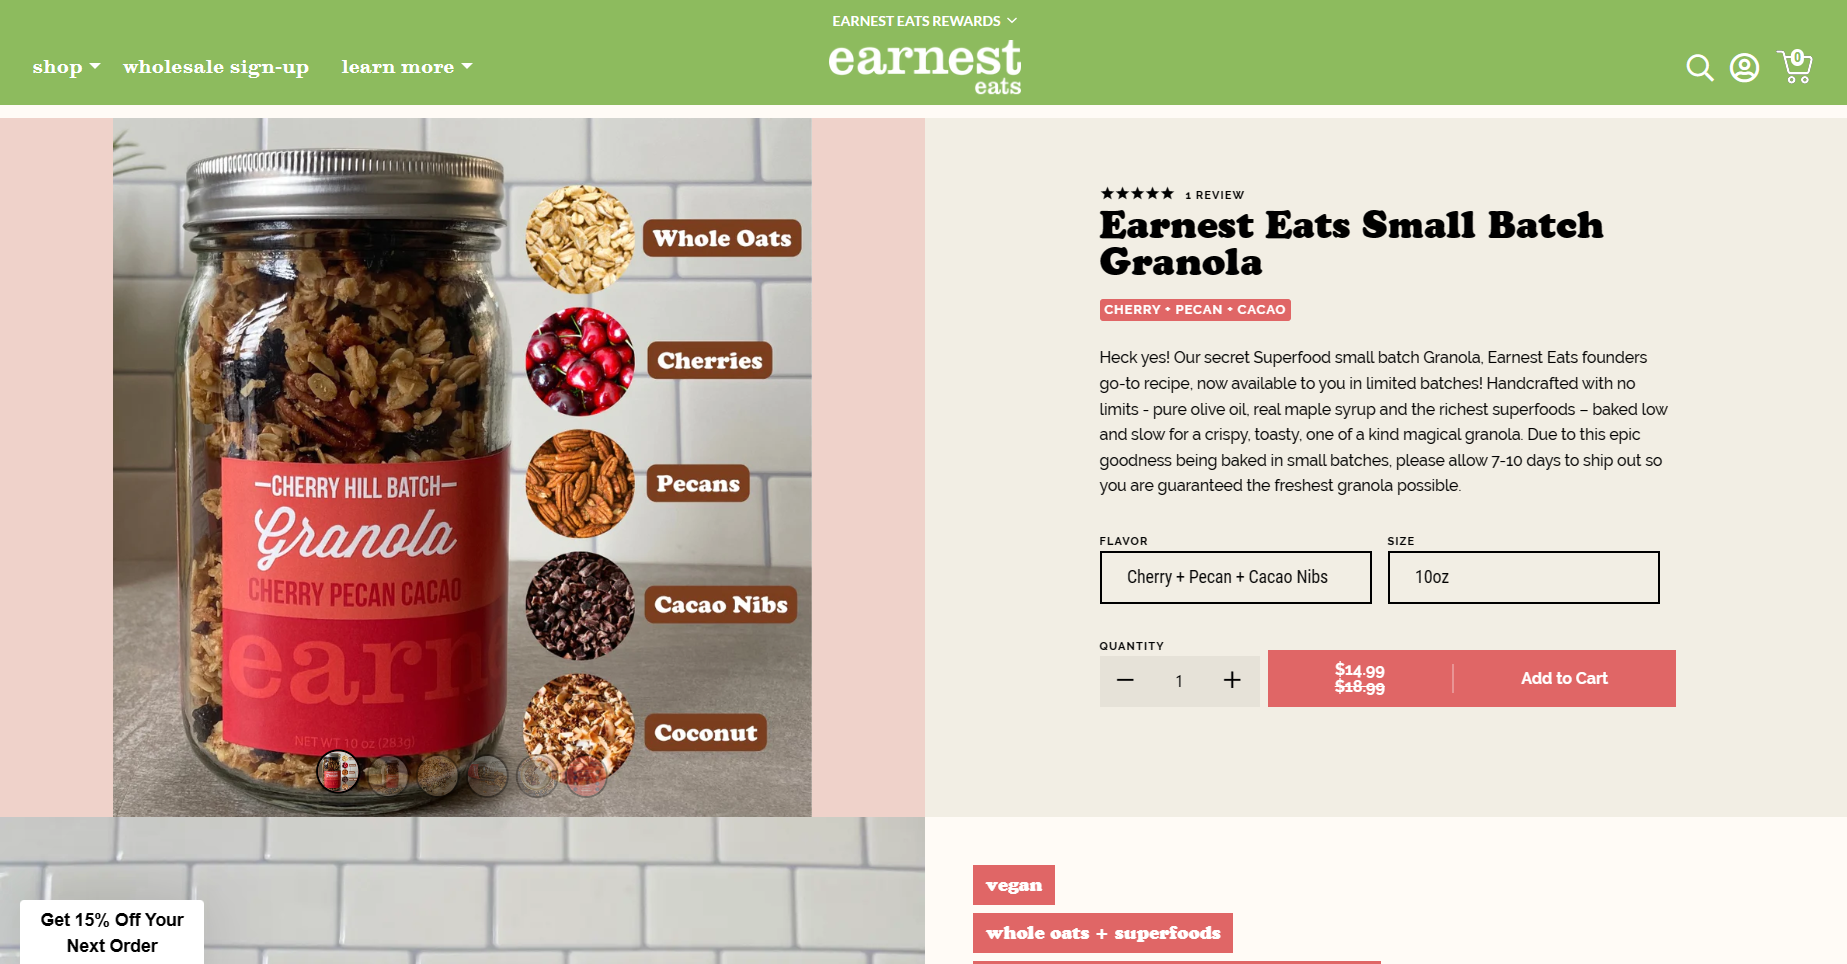 EARNEST EATS REWARDS
shop
wholesale sign-up
learn more
earnest
eats
0
Whole Oats
Cherries
Pecans
Cacao Nibs
Coconut
CHERRY HILL BATCH
Granola
CHERRY PECAN CACAO
earn
NET WT. 10 oz (283g)
1 REVIEW
Earnest Eats Small Batch
Granola
CHERRY + PECAN + CACAO
Heck yes! Our secret Superfood small batch Granola, Earnest Eats founders
go-to recipe, now available to you in limited batches! Handcrafted with no
limits - pure olive oil, real maple syrup and the richest superfoods – baked low
and slow for a crispy, toasty, one of a kind magical granola. Due to this epic
goodness being baked in small batches, please allow 7-10 days to ship out so
you are guaranteed the freshest granola possible.
FLAVOR
SIZE
Cherry + Pecan + Cacao Nibs
10oz
QUANTITY
1
$14.99
$18.99
Add to Cart
vegan
whole oats + superfoods
Get 15% Off Your
Next Order